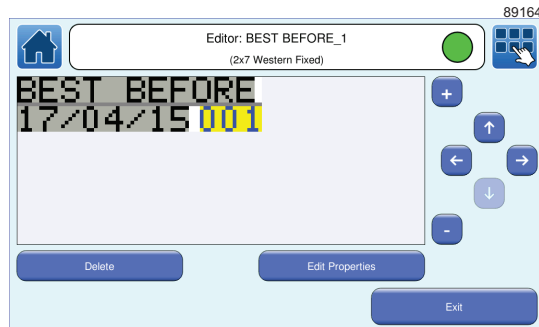 89164
Editor: BEST BEFORE_1
(2x7 Western Fixed)
BEST BEFORE
17/04/15 001
+
-
Delete
Edit Properties
Exit